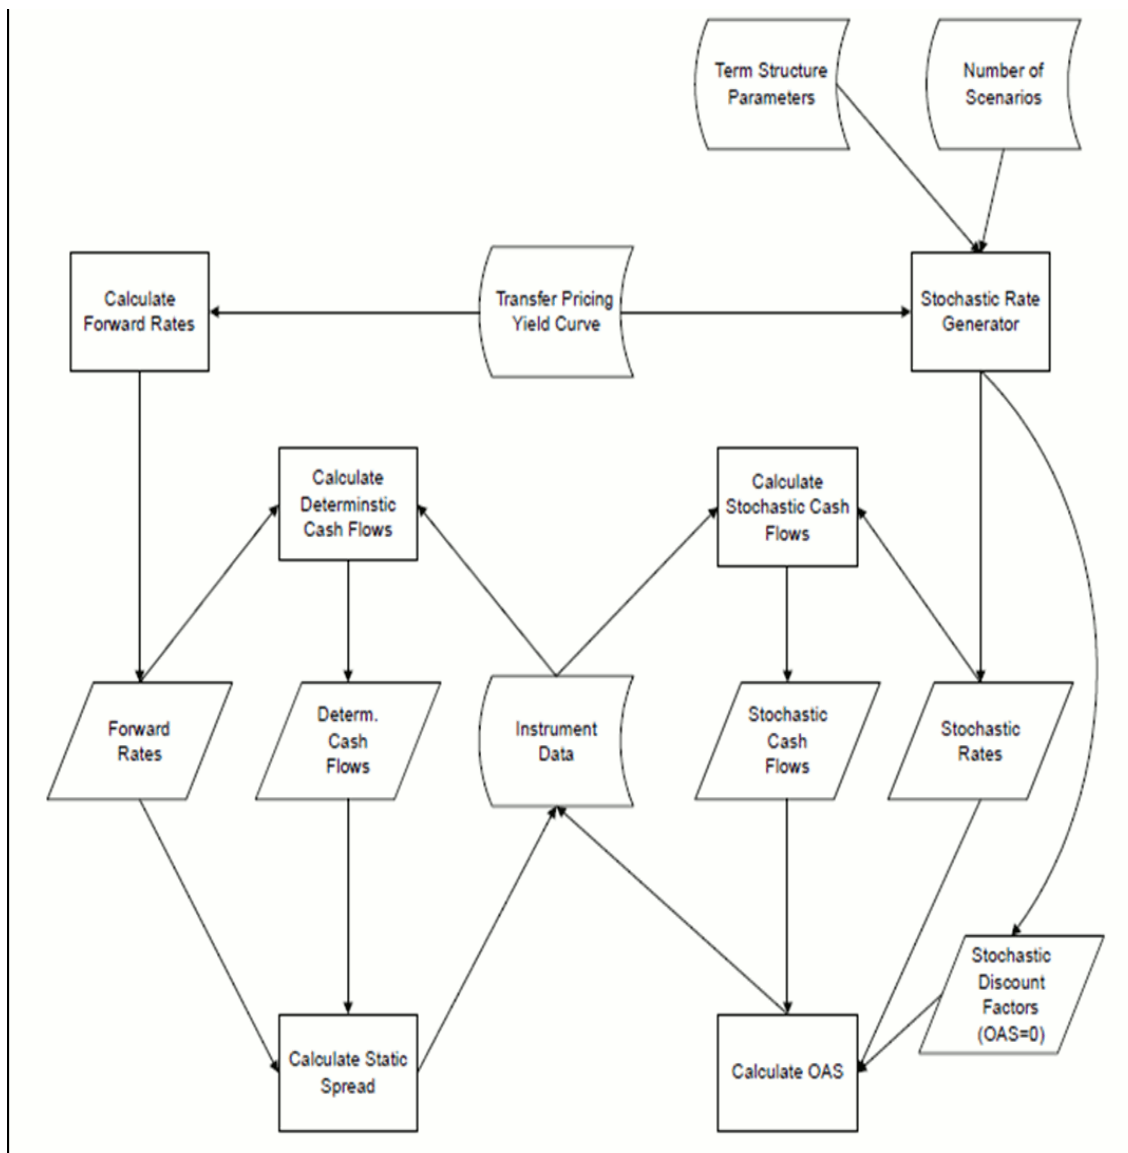 Term Structure
Parameters
Number of
Scenarios
Calculate
Forward Rates
Transfer Pricing
Yield Curve
Stochastic Rate
Generator
Calculate
Determinstic
Cash Flows
Calculate
Stochastic Cash
Flows
Forward
Rates
Determ.
Cash
Flows
Instrument
Data
Stochastic
Cash
Flows
Stochastic
Rates
Stochastic
Discount
Factors
(OAS=0)
Calculate Static
Spread
Calculate OAS